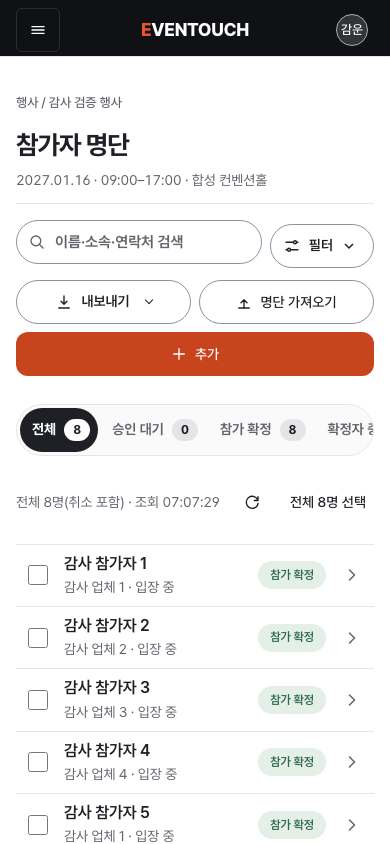 EVENTOUCH
감운
행사 / 감사 검증 행사
참가자 명단
2027.01.16 · 09:00–17:00 · 합성 컨벤션홀
이름·소속·연락처 검색
필터
내보내기
명단 가져오기
추가
전체 8 승인 대기 0 참가 확정 8 확정자
전체 8명(취소 포함) · 조회 07:07:29 전체 8명 선택
감사 참가자 1
감사 업체 1 · 입장 중
참가 확정
감사 참가자 2
감사 업체 2 · 입장 중
참가 확정
감사 참가자 3
감사 업체 3 · 입장 중
참가 확정
감사 참가자 4
감사 업체 4 · 입장 중
참가 확정
감사 참가자 5
감사 업체 1 · 입장 중
참가 확정